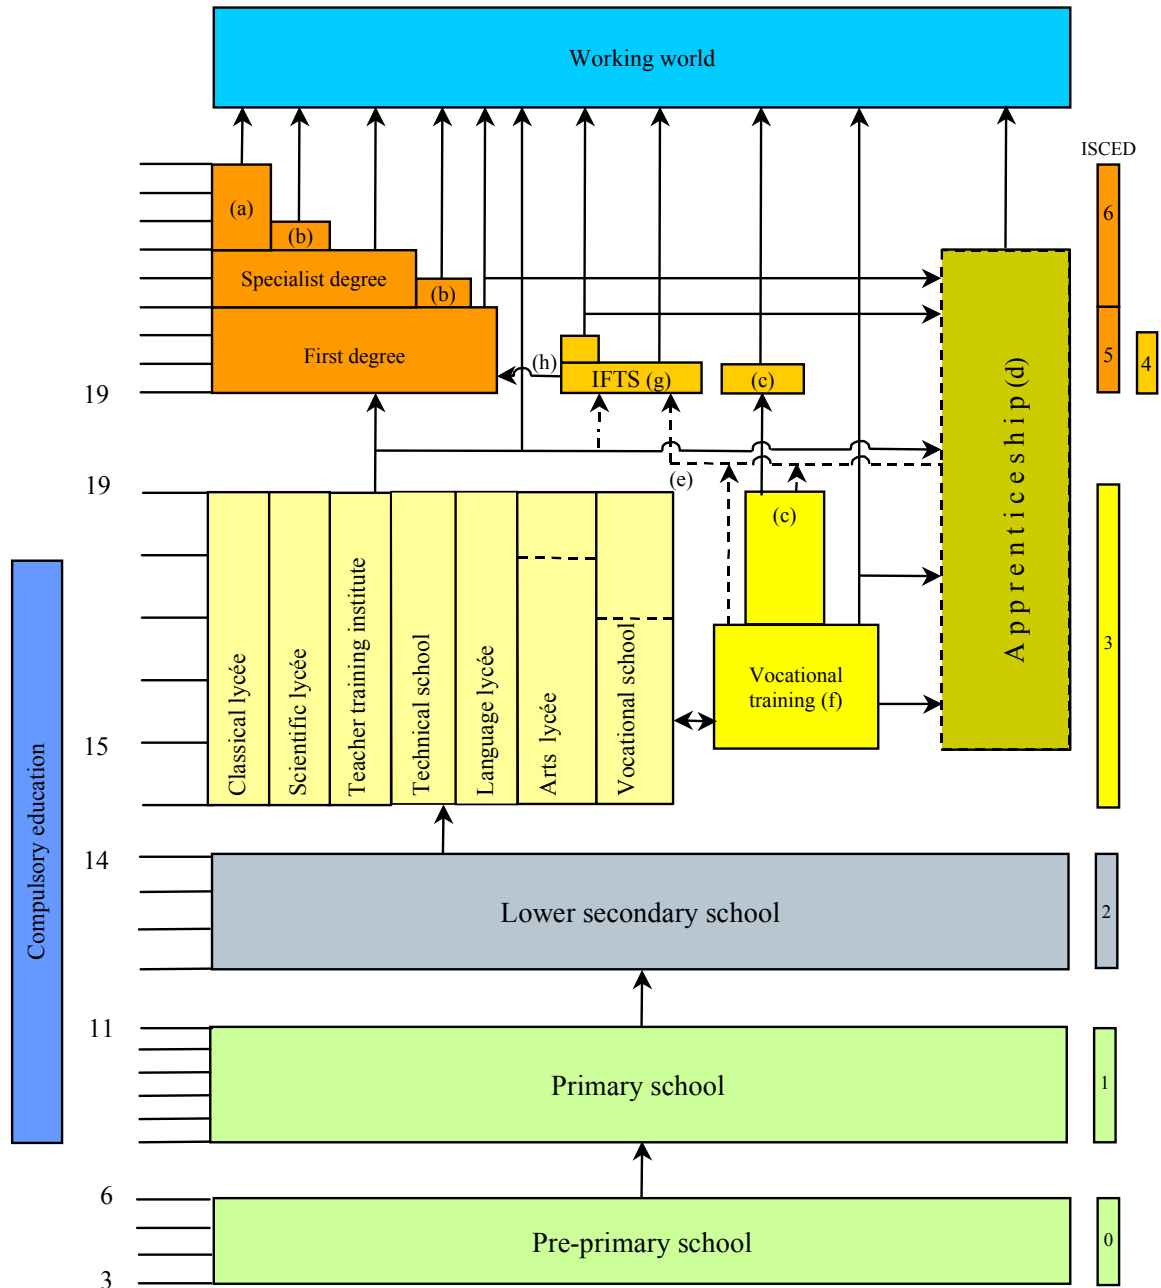 Working world
ISCED
(a)
6
(b)
Specialist degree
(b)
First degree
(h)
5
4
IFTS (g)
(c)
19
Apprenticeship (d)
19
(e)
(c)
3
Classical lycée
Scientific lycée
Teacher training institute
Technical school
Language lycée
Arts lycée
Vocational school
Vocational
training (f)
15
Compulsory education
14
Lower secondary school
2
11
Primary school
1
6
Pre-primary school
0
3